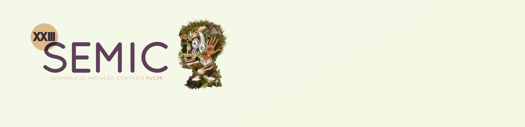 XXIII
SEMIC
SEMINÁRIO DE INICIAÇÃO CIENTÍFICA PUCPR